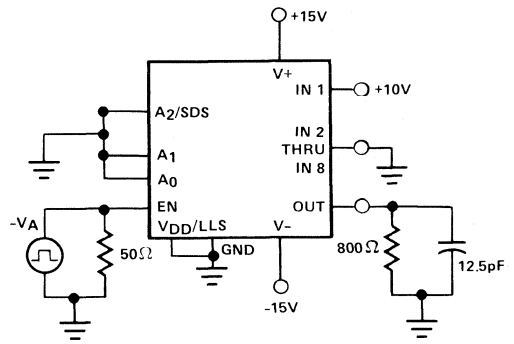 +15V
V+
IN 1
+10V
A2/SDS
IN 2
THRU
IN 8
A1
A0
-VA
EN
OUT
VDD/LLS
V-
50Ω
GND
800Ω
12.5pF
-15V